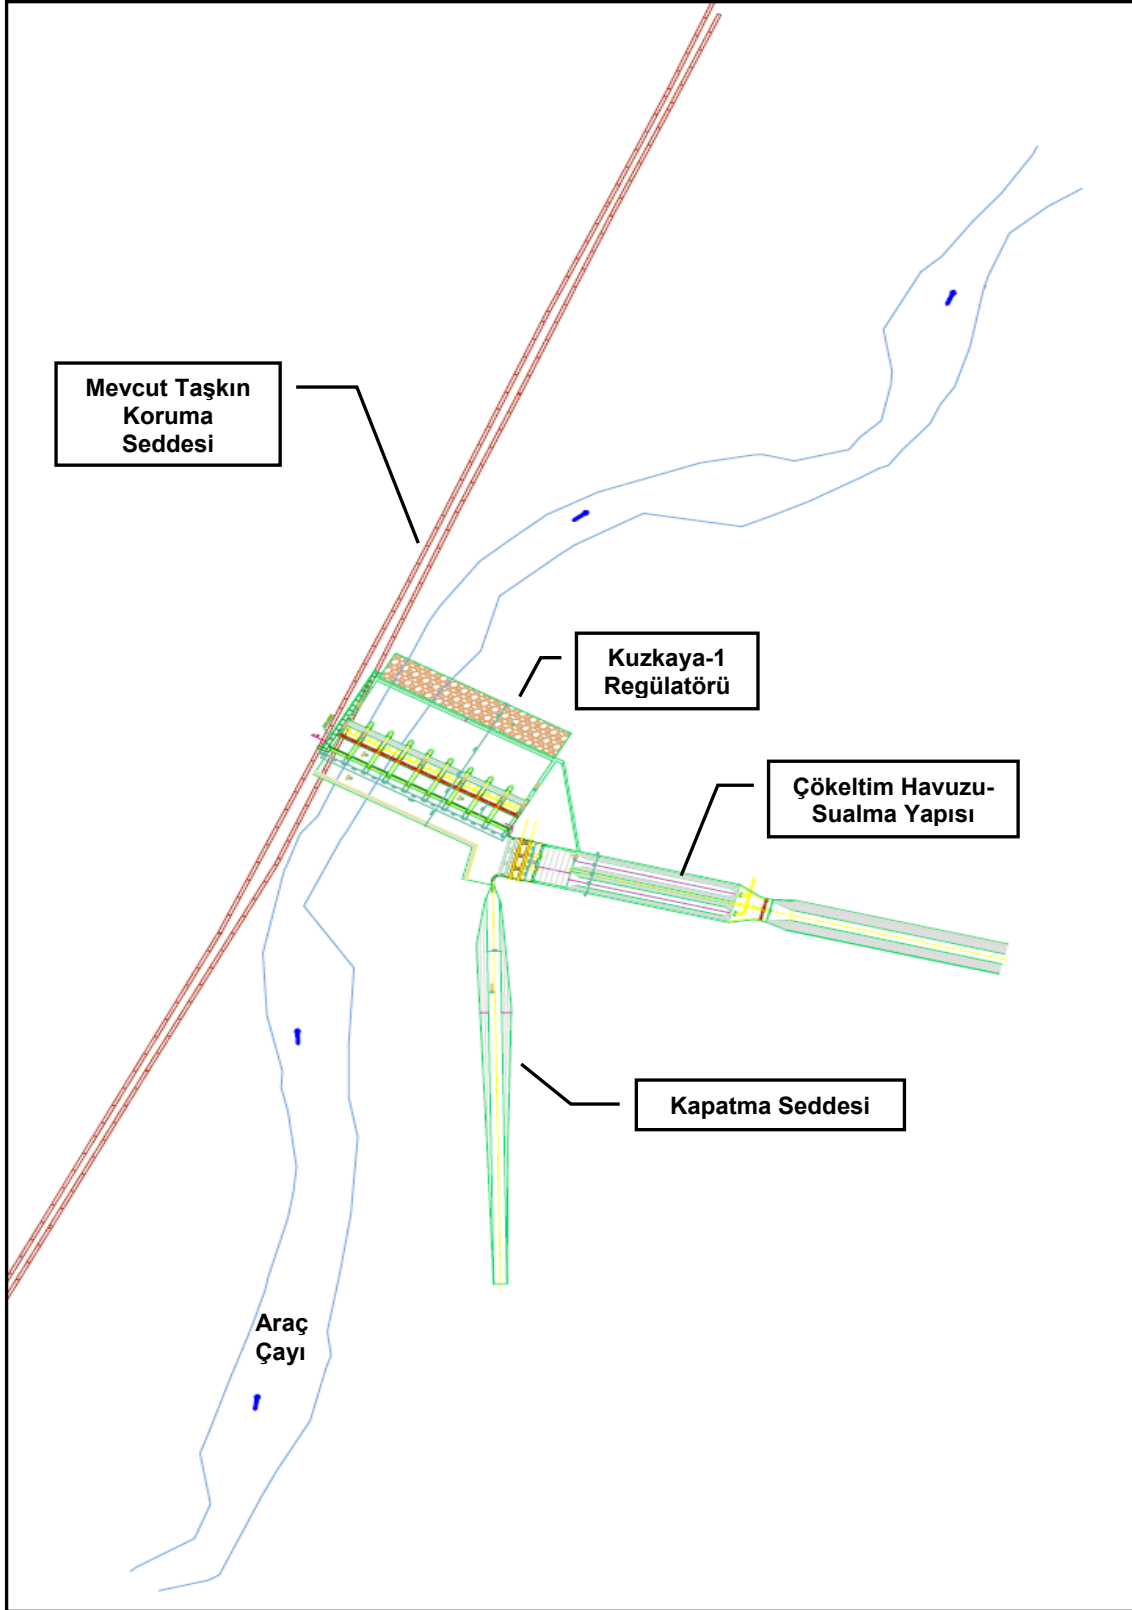 Mevcut Taşkın
Koruma
Seddesi
Kuzkaya-1
Regülatörü
Çökeltim Havuzu-
Sualma Yapısı
Kapatma Seddesi
Araç
Çayı